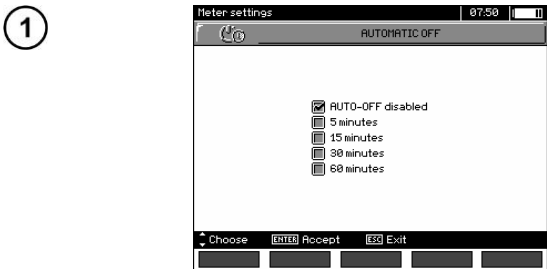 1
Meter settings 07:50
AUTOMATIC OFF
AUTO-OFF disabled
5 minutes
15 minutes
30 minutes
60 minutes
Choose ENTER Accept ESC Exit